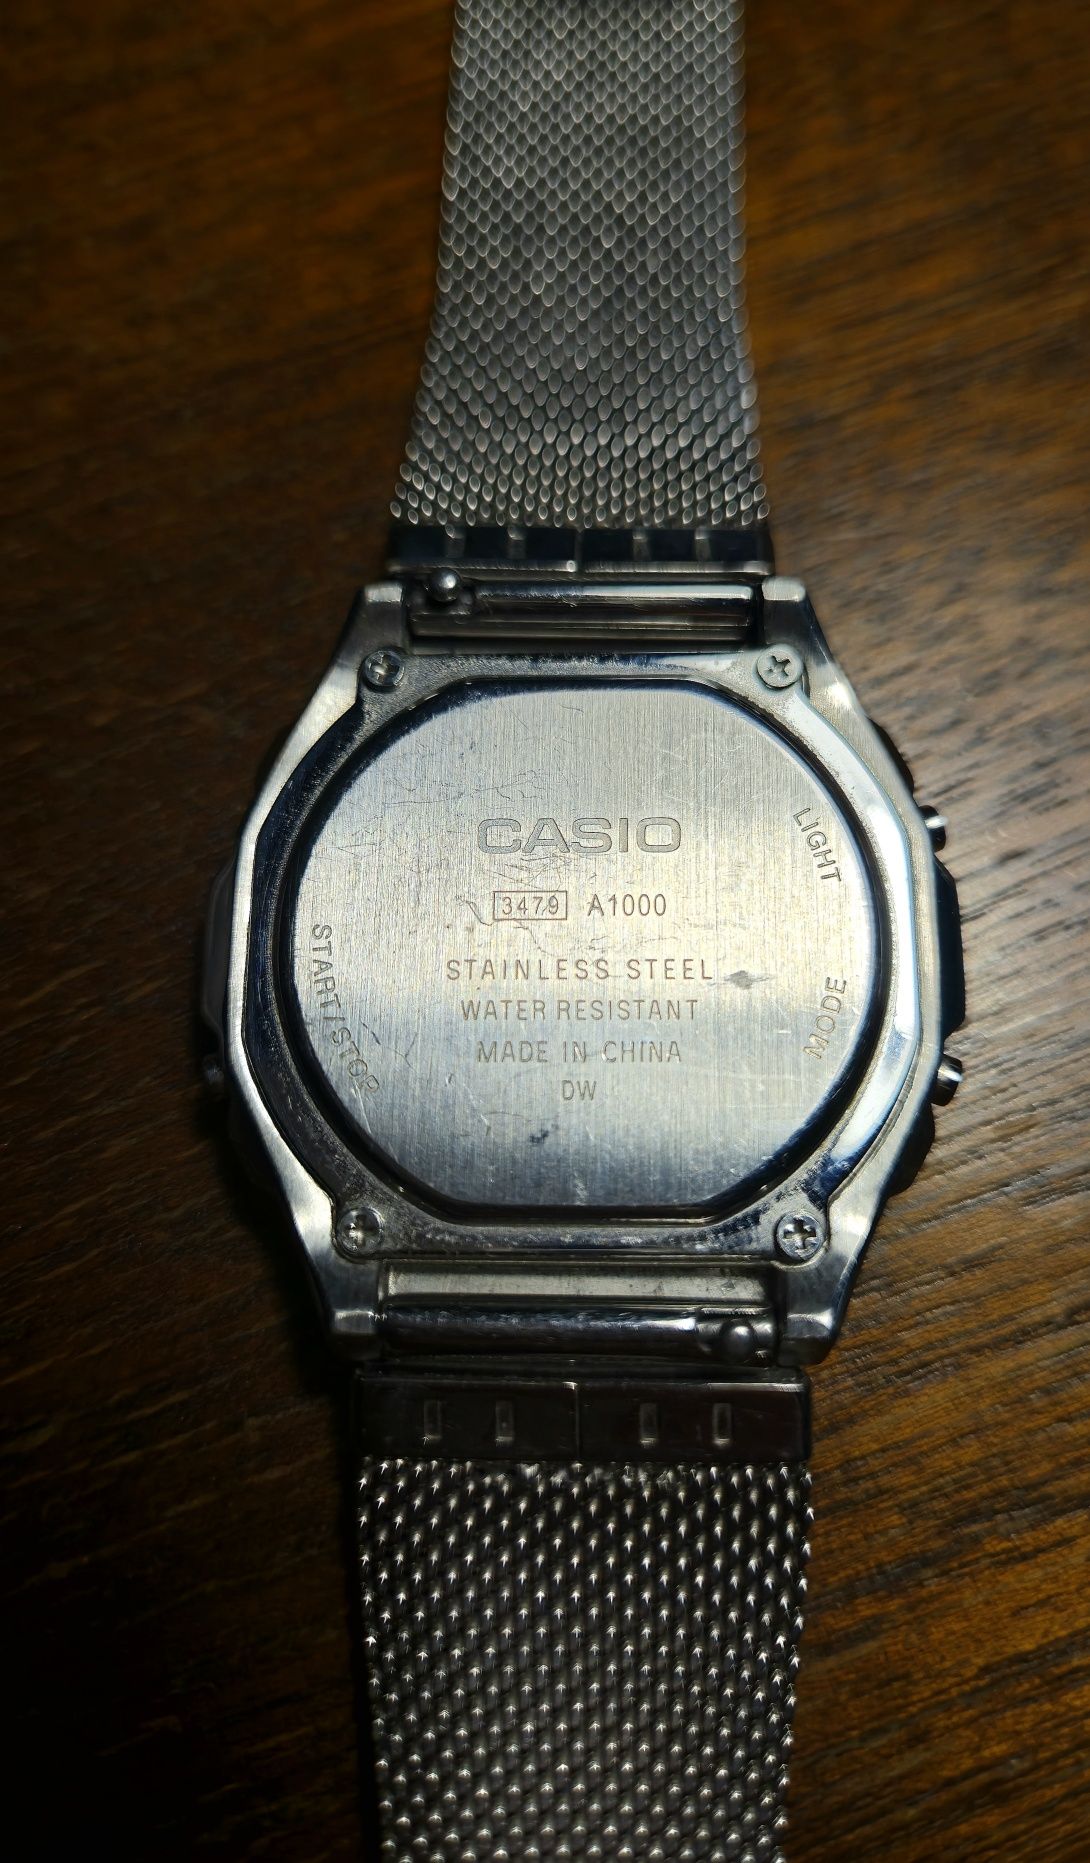 CASIO
3479 A1000
STAINLESS STEEL
WATER RESISTANT
MADE IN CHINA
DW
LIGHT
MODE
START/STOP